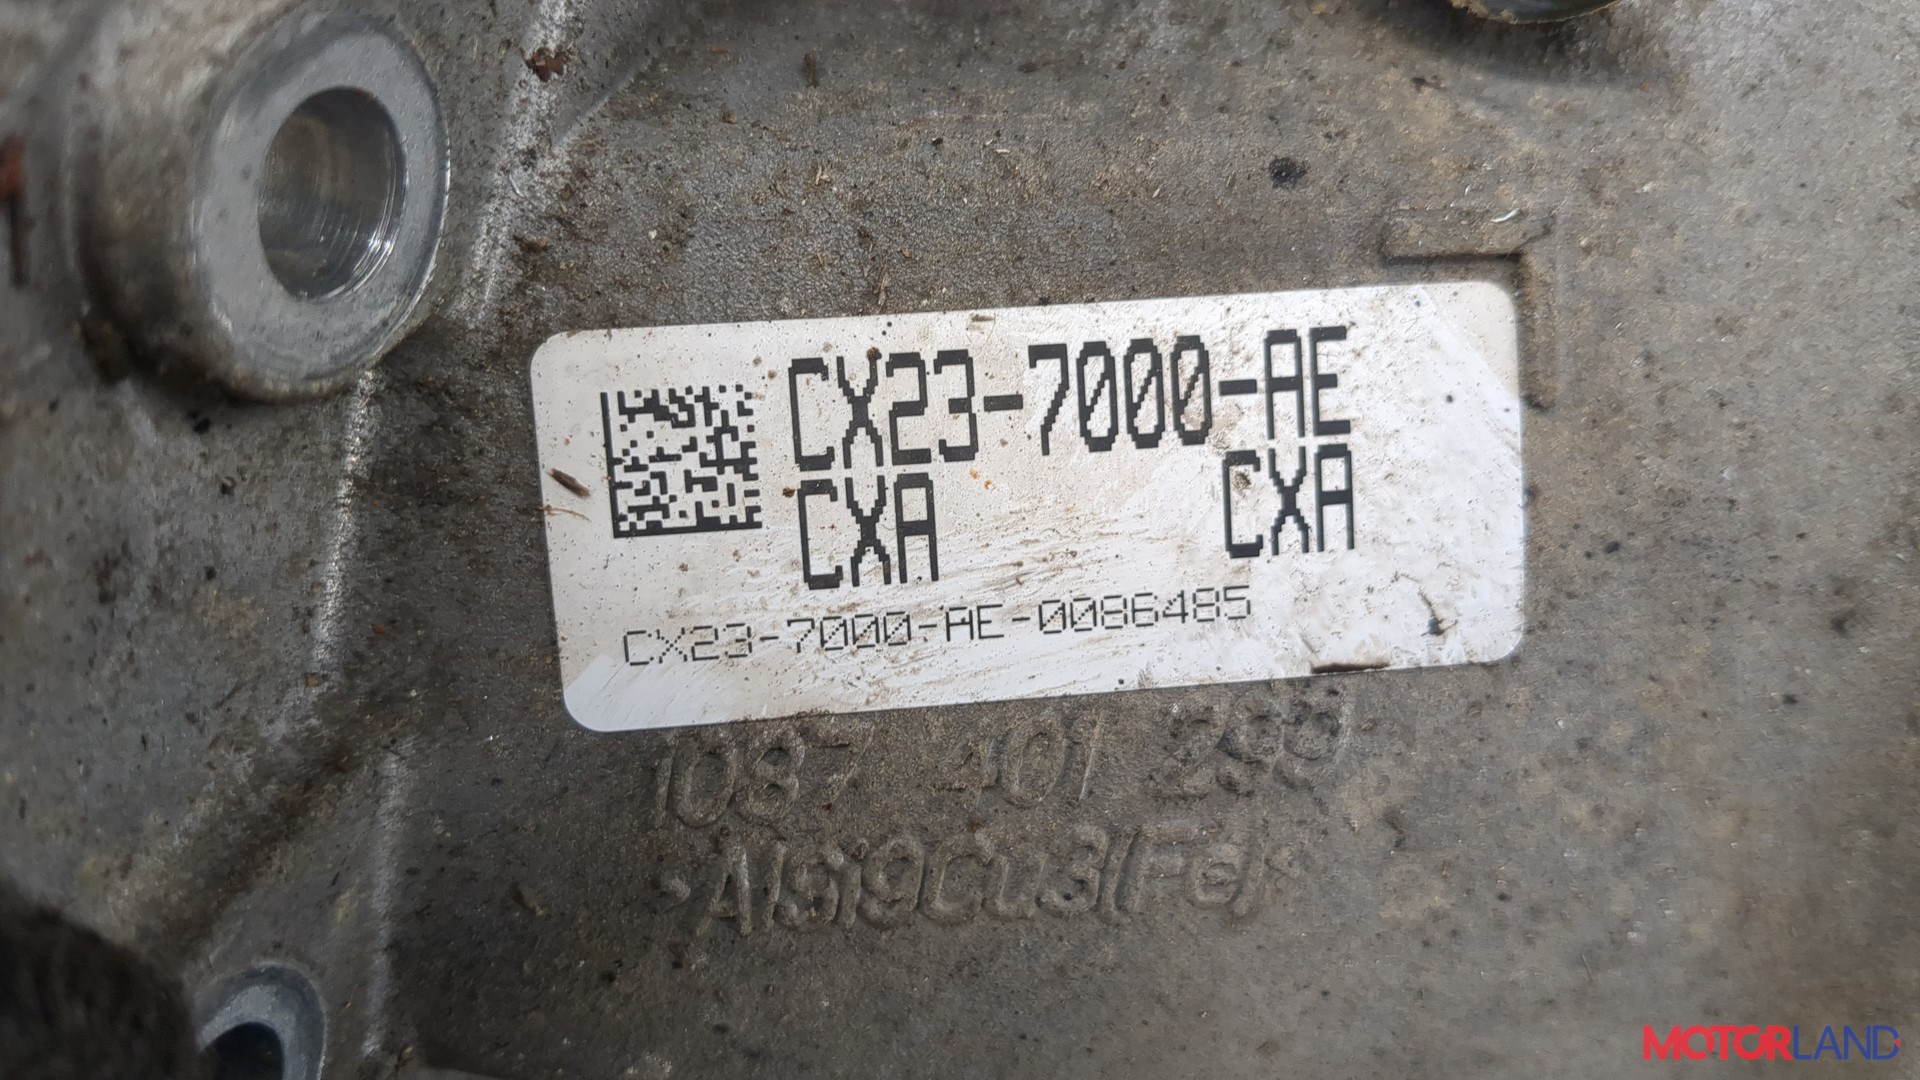 CX23-7000-AE
CXA CXA
CX23-7000-AE-0086485
1087 401 299
>AlSi9Cu3(Fe)<
MOTORLAND